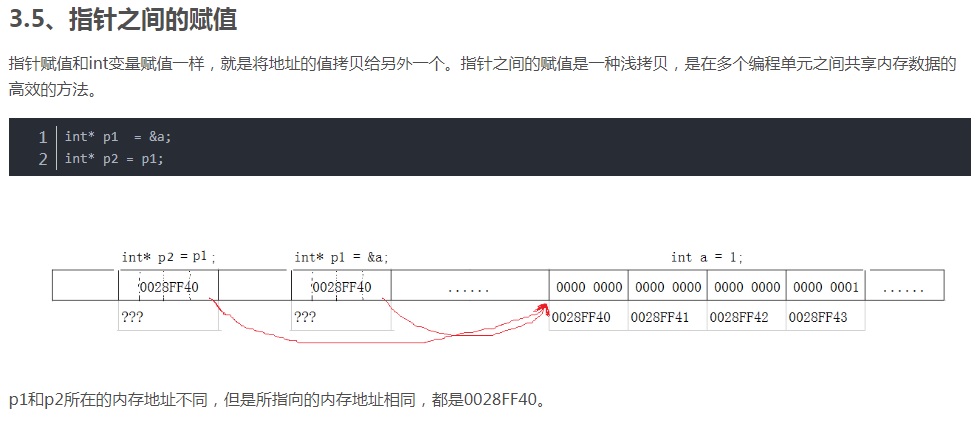 3.5、指针之间的赋值
指针赋值和int变量赋值一样，就是将地址的值拷贝给另外一个。指针之间的赋值是一种浅拷贝，是在多个编程单元之间共享内存数据的
高效的方法。
1 int* p1  = &a;
2 int* p2 = p1;
int* p2 = p1; int* p1 = &a; int a = 1;
0028FF40 0028FF40 ...... 0000 0000 0000 0000 0000 0000 0000 0001 ......
??? ??? 0028FF40 0028FF41 0028FF42 0028FF43
p1和p2所在的内存地址不同，但是所指向的内存地址相同，都是0028FF40。